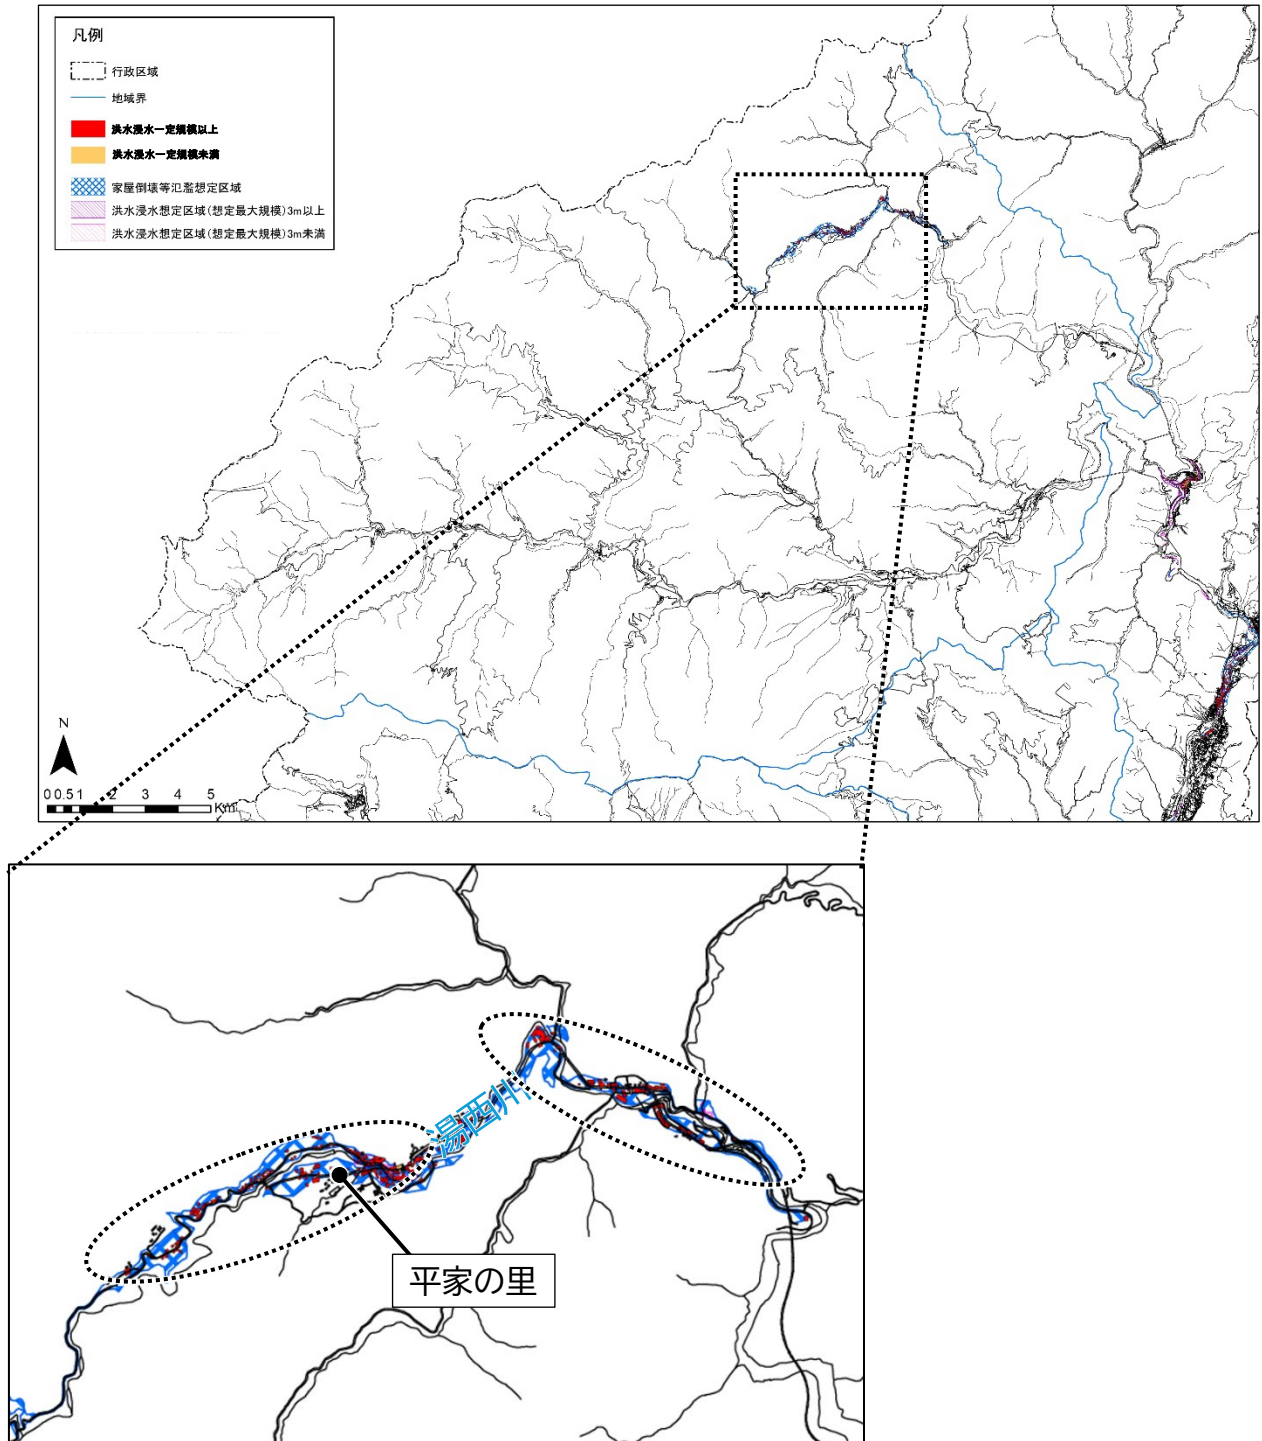 凡例
行政区域
地域界
洪水浸水一定規模以上
洪水浸水一定規模未満
家屋倒壊等氾濫想定区域
洪水浸水想定区域(想定最大規模)3m以上
洪水浸水想定区域(想定最大規模)3m未満
N
0 0.5 1 2 3 4 5
Km
湯西川
平家の里